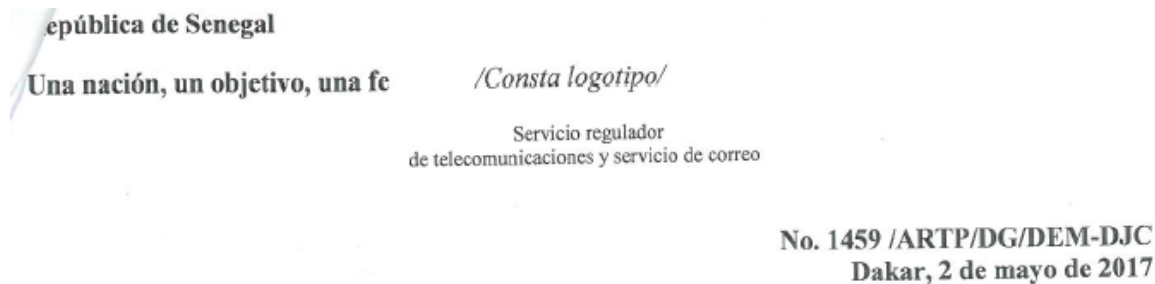 epública de Senegal
Una nación, un objetivo, una fe
/Consta logotipo/
Servicio regulador
de telecomunicaciones y servicio de correo
No. 1459 /ARTP/DG/DEM-DJC
Dakar, 2 de mayo de 2017